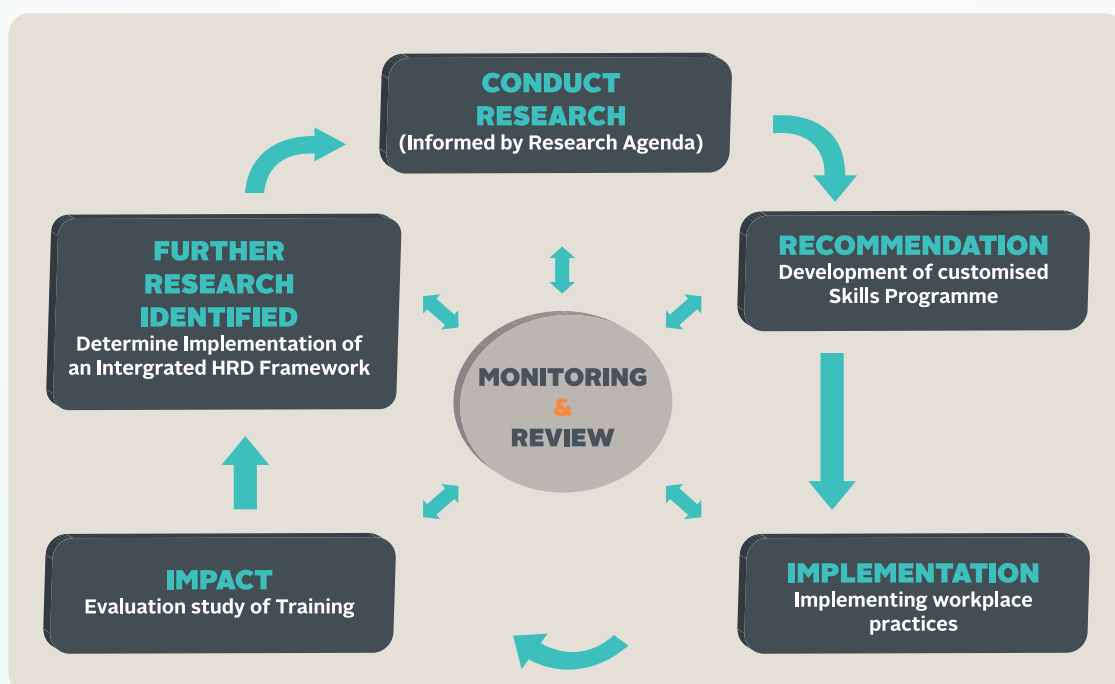 CONDUCT
RESEARCH
(Informed by Research Agenda)
RECOMMENDATION
Development of customised
Skills Programme
IMPLEMENTATION
Implementing workplace
practices
IMPACT
Evaluation study of Training
FURTHER
RESEARCH
IDENTIFIED
Determine Implementation of
an Intergrated HRD Framework
MONITORING
&
REVIEW